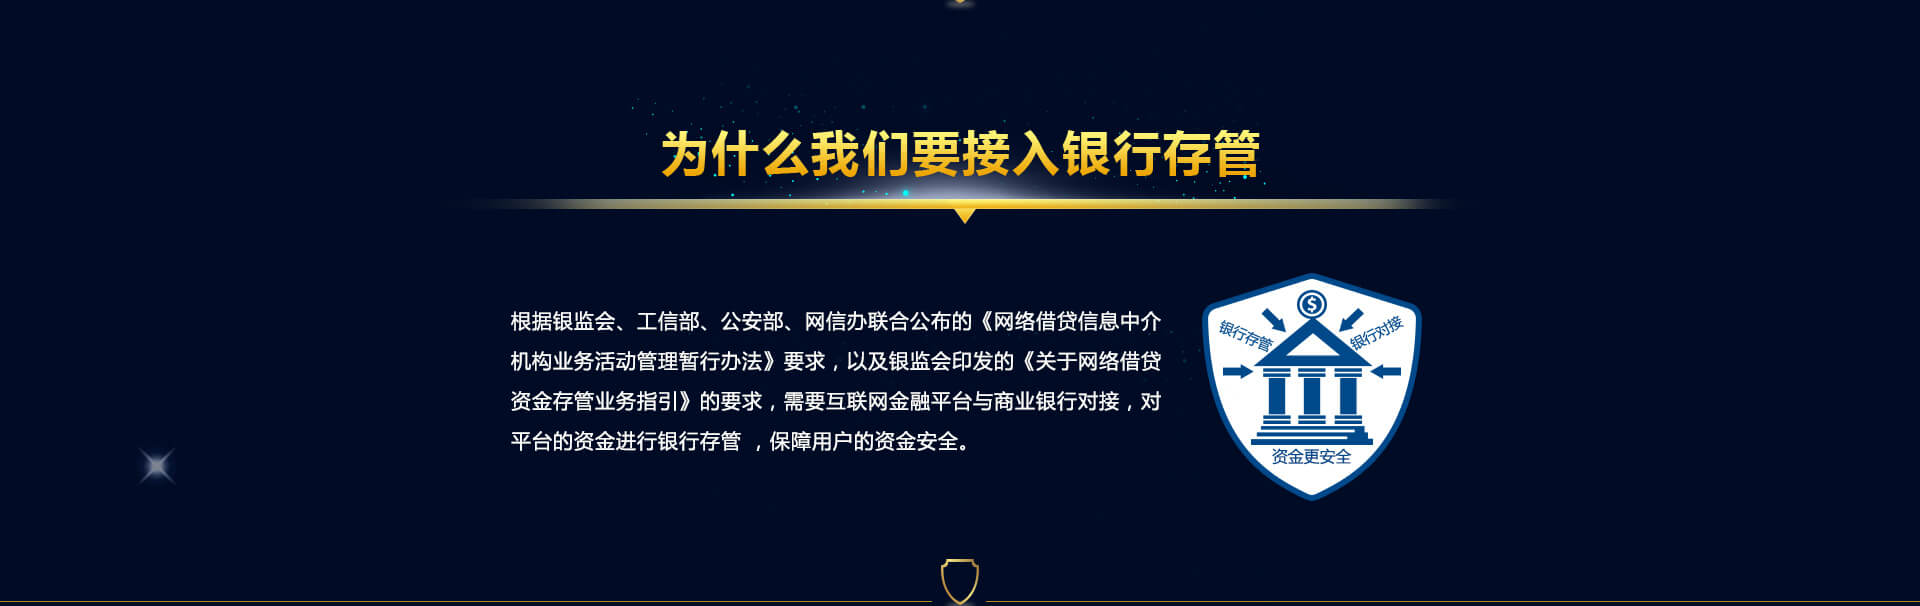 为什么我们要接入银行存管
根据银监会、工信部、公安部、网信办联合公布的《网络借贷信息中介
机构业务活动管理暂行办法》要求，以及银监会印发的《关于网络借贷
资金存管业务指引》的要求，需要互联网金融平台与商业银行对接，对
平台的资金进行银行存管 ，保障用户的资金安全。
$
银行存管
银行对接
资金更安全